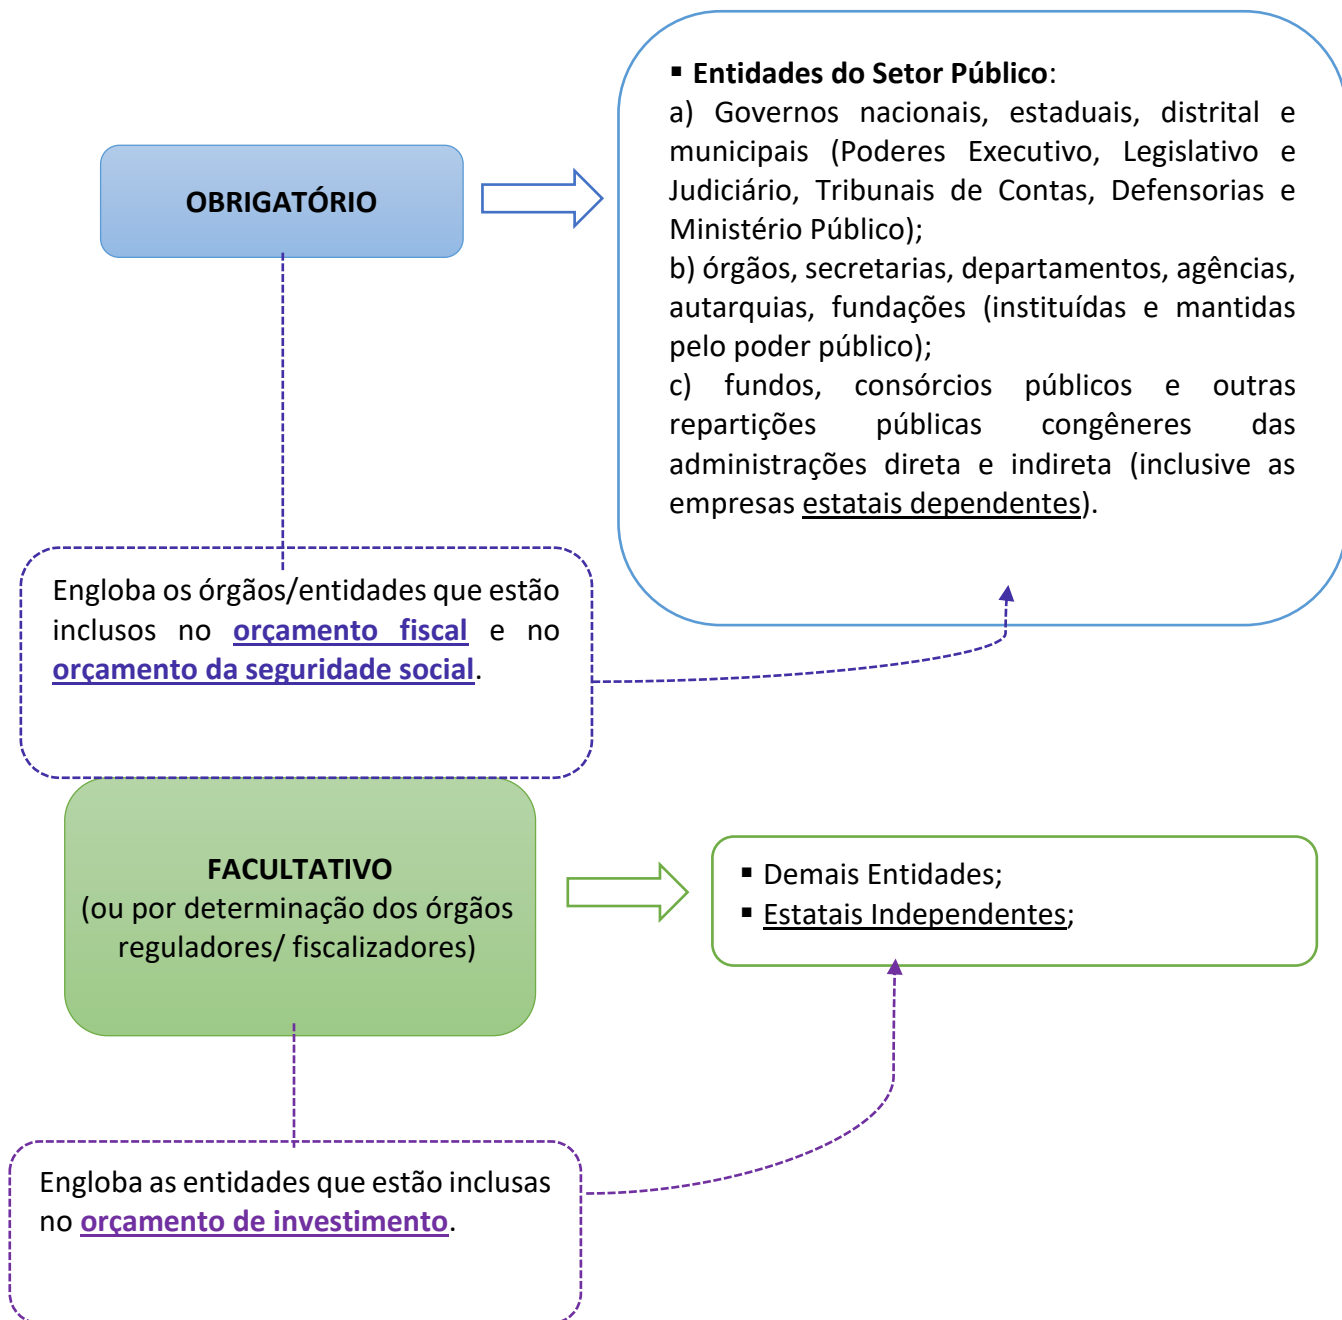 OBRIGATÓRIO
▪ Entidades do Setor Público:
a) Governos nacionais, estaduais, distrital e
municipais (Poderes Executivo, Legislativo e
Judiciário, Tribunais de Contas, Defensorias e
Ministério Público);
b) órgãos, secretarias, departamentos, agências,
autarquias, fundações (instituídas e mantidas
pelo poder público);
c) fundos, consórcios públicos e outras
repartições públicas congêneres das
administrações direta e indireta (inclusive as
empresas estatais dependentes).
Engloba os órgãos/entidades que estão
inclusos no orçamento fiscal e no
orçamento da seguridade social.
FACULTATIVO
(ou por determinação dos órgãos
reguladores/ fiscalizadores)
▪ Demais Entidades;
▪ Estatais Independentes;
Engloba as entidades que estão inclusas
no orçamento de investimento.